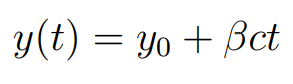 y(t) = y₀ + βct